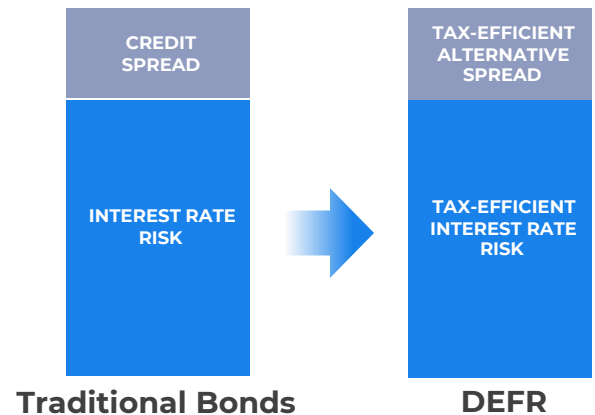 CREDIT
SPREAD
INTEREST RATE
RISK
Traditional Bonds
TAX-EFFICIENT
ALTERNATIVE
SPREAD
TAX-EFFICIENT
INTEREST RATE
RISK
DEFR